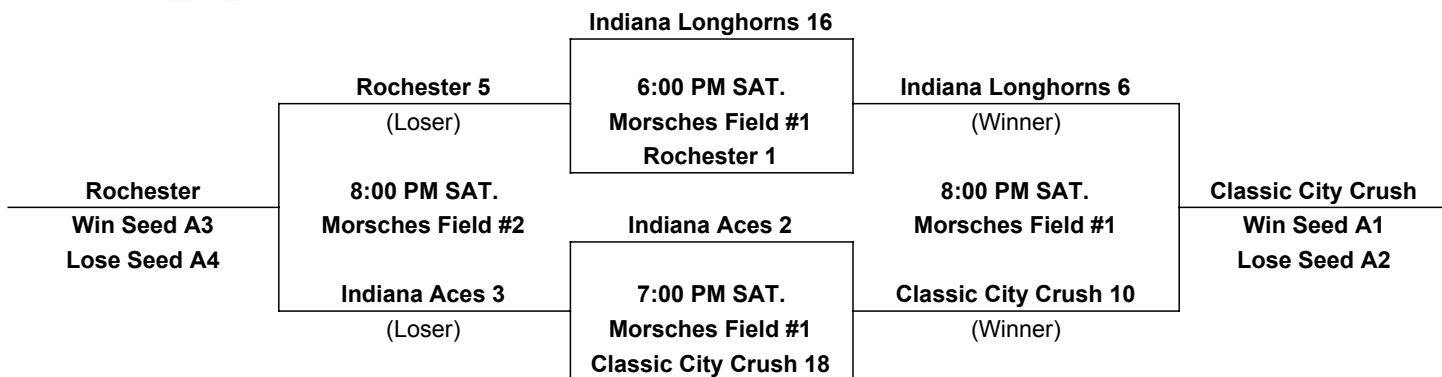 Indiana Longhorns 16
Rochester 5 6:00 PM SAT. Indiana Longhorns 6
(Loser) Morsches Field #1 (Winner)
Rochester 1
Rochester 8:00 PM SAT. 8:00 PM SAT. Classic City Crush
Win Seed A3 Morsches Field #2 Indiana Aces 2 Morsches Field #1 Win Seed A1
Lose Seed A4 Lose Seed A2
Indiana Aces 3 7:00 PM SAT. Classic City Crush 10
(Loser) Morsches Field #1 (Winner)
Classic City Crush 18